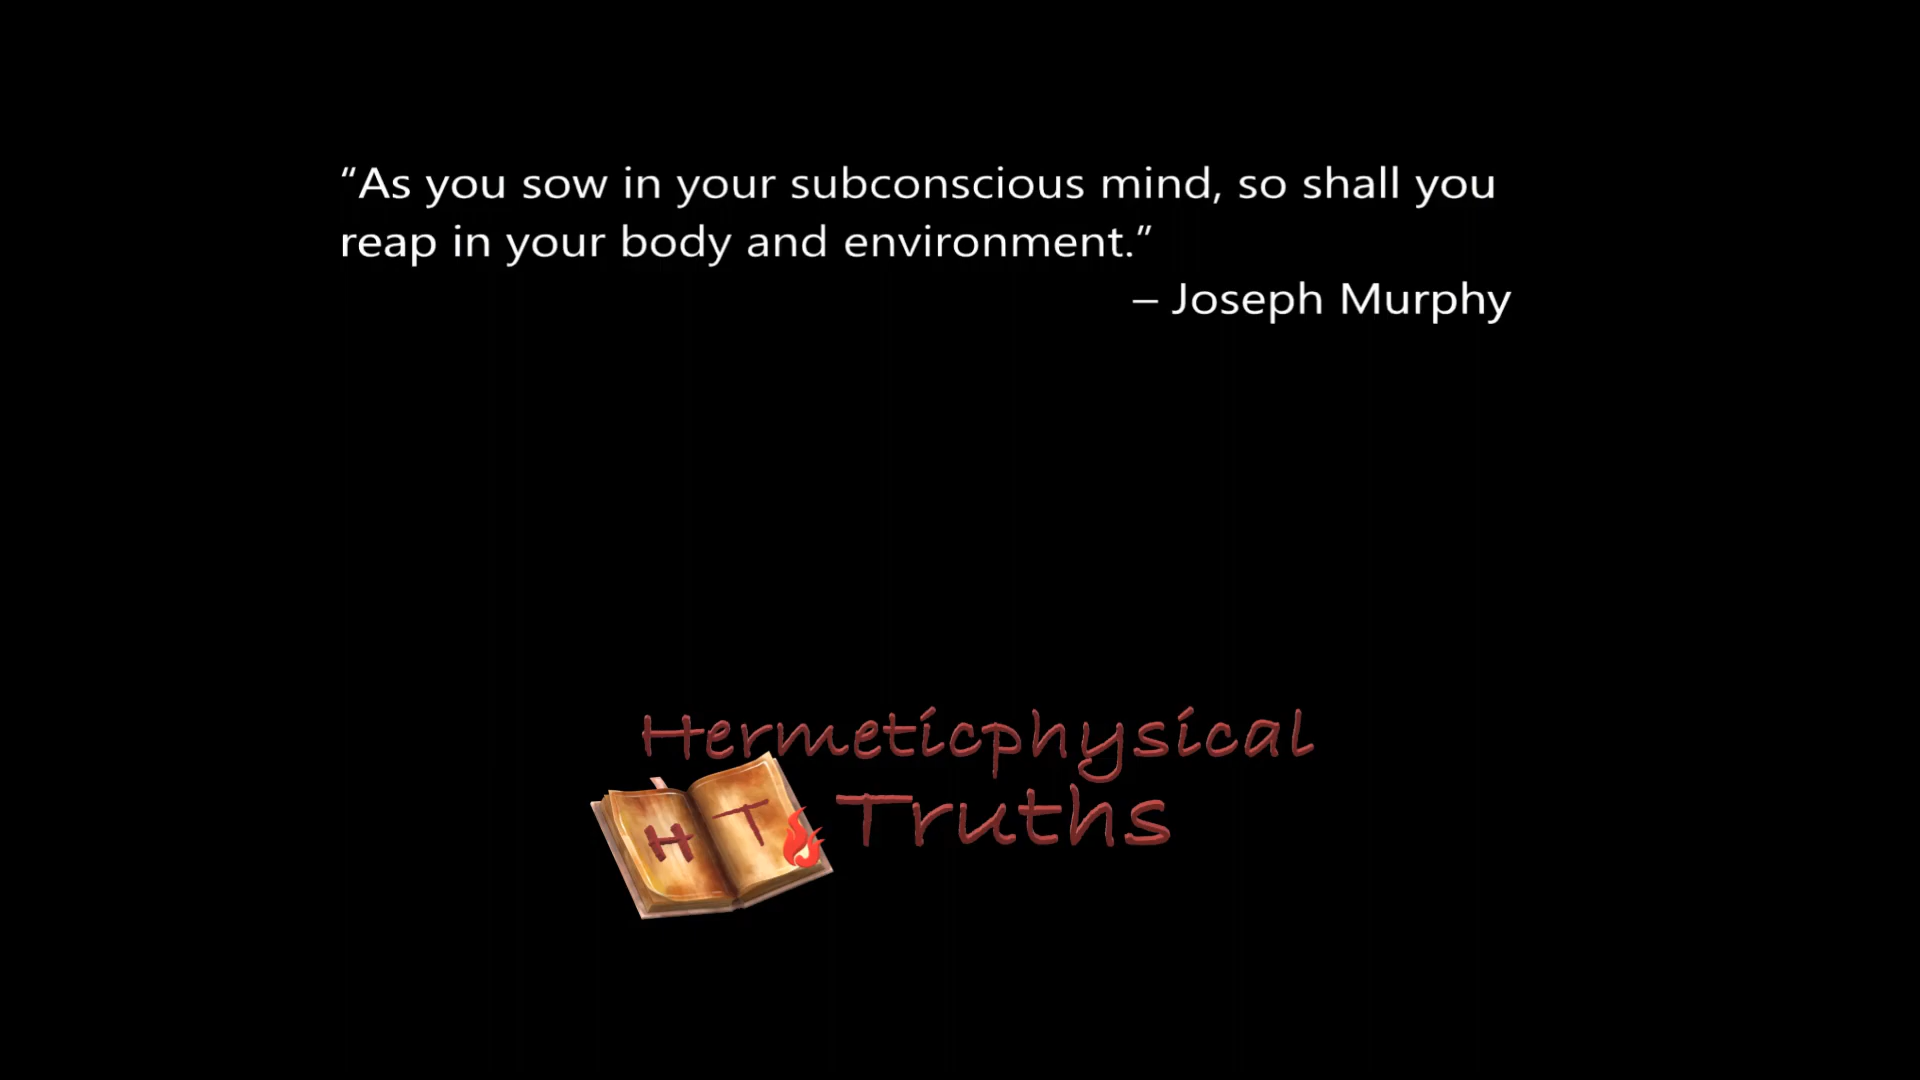 “As you sow in your subconscious mind, so shall you
reap in your body and environment.”
– Joseph Murphy
Hermeticphysical
Truths
H T